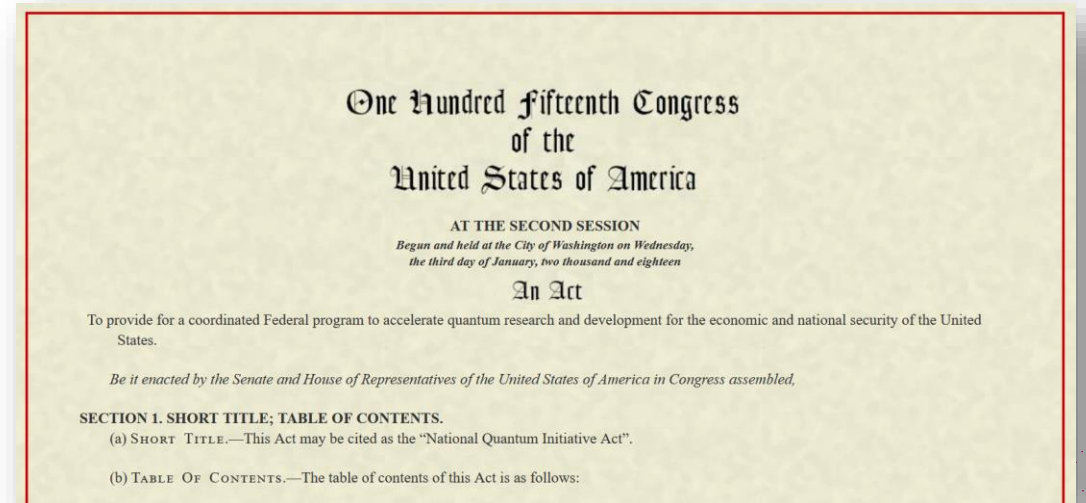 One Hundred Fifteenth Congress
of the
United States of America
AT THE SECOND SESSION
Begun and held at the City of Washington on Wednesday,
the third day of January, two thousand and eighteen
An Act
To provide for a coordinated Federal program to accelerate quantum research and development for the economic and national security of the United
States.
Be it enacted by the Senate and House of Representatives of the United States of America in Congress assembled,
SECTION 1. SHORT TITLE; TABLE OF CONTENTS.
(a) SHORT TITLE.—This Act may be cited as the “National Quantum Initiative Act”.
(b) TABLE OF CONTENTS.—The table of contents of this Act is as follows: